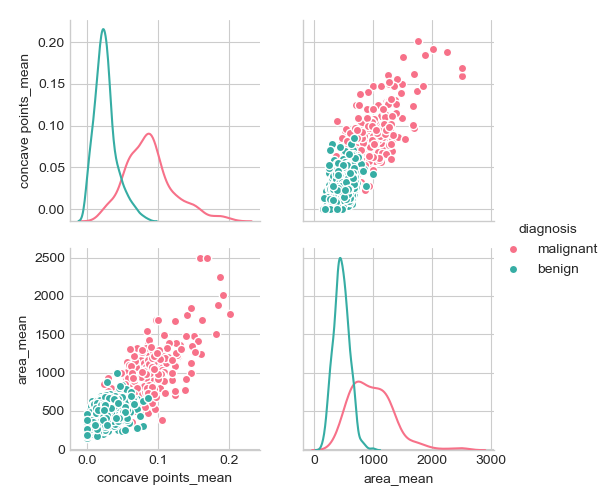 0.20
0.15
0.10
0.05
0.00
concave points_mean
diagnosis
malignant
benign
2500
2000
1500
1000
500
0
area_mean
0.0 0.1 0.2
concave points_mean
0 1000 2000 3000
area_mean